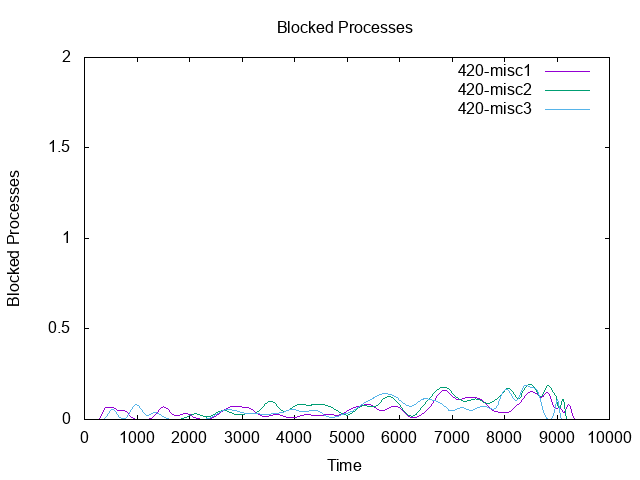 Blocked Processes
2
1.5
1
0.5
0
Blocked Processes
420-misc1
420-misc2
420-misc3
0 1000 2000 3000 4000 5000 6000 7000 8000 9000 10000
Time